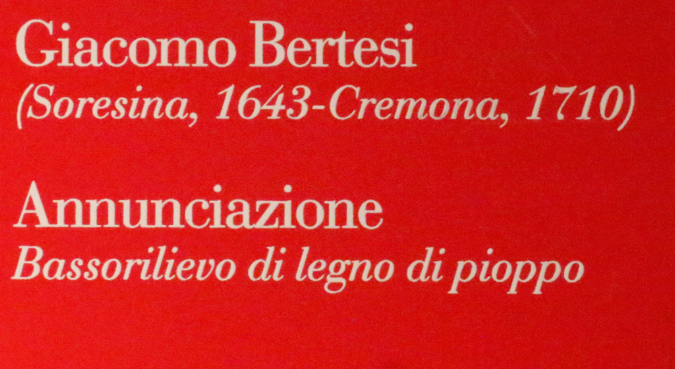 Giacomo Bertesi
(Soresina, 1643-Cremona, 1710)
Annunciazione
Bassorilievo di legno di pioppo